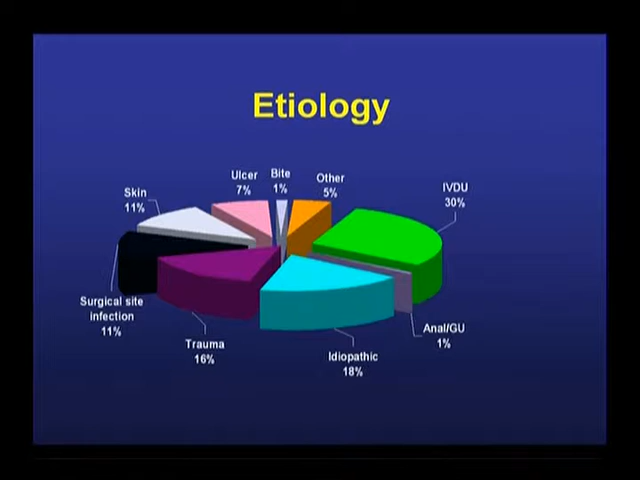 Etiology
Ulcer
7%
Bite
1%
Other
5%
IVDU
30%
Skin
11%
Surgical site
infection
11%
Trauma
16%
Idiopathic
18%
Anal/GU
1%